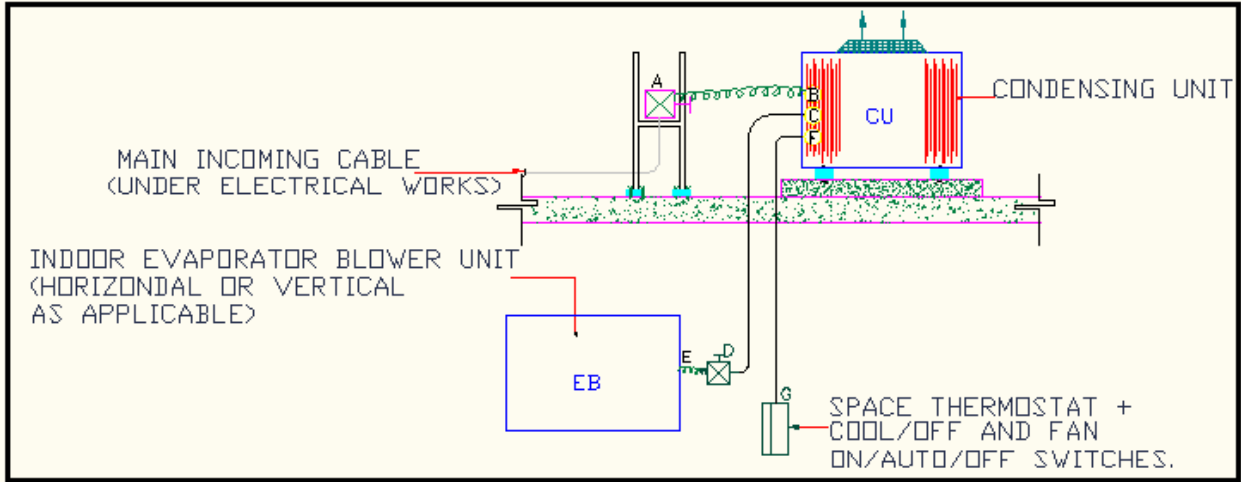 A
B
C
F
CU
CONDENSING UNIT
MAIN INCOMING CABLE
(UNDER ELECTRICAL WORKS)
INDOOR EVAPORATOR BLOWER UNIT
(HORIZONDAL OR VERTICAL
AS APPLICABLE)
EB
E
D
G
SPACE THERMOSTAT +
COOL/OFF AND FAN
ON/AUTO/OFF SWITCHES.